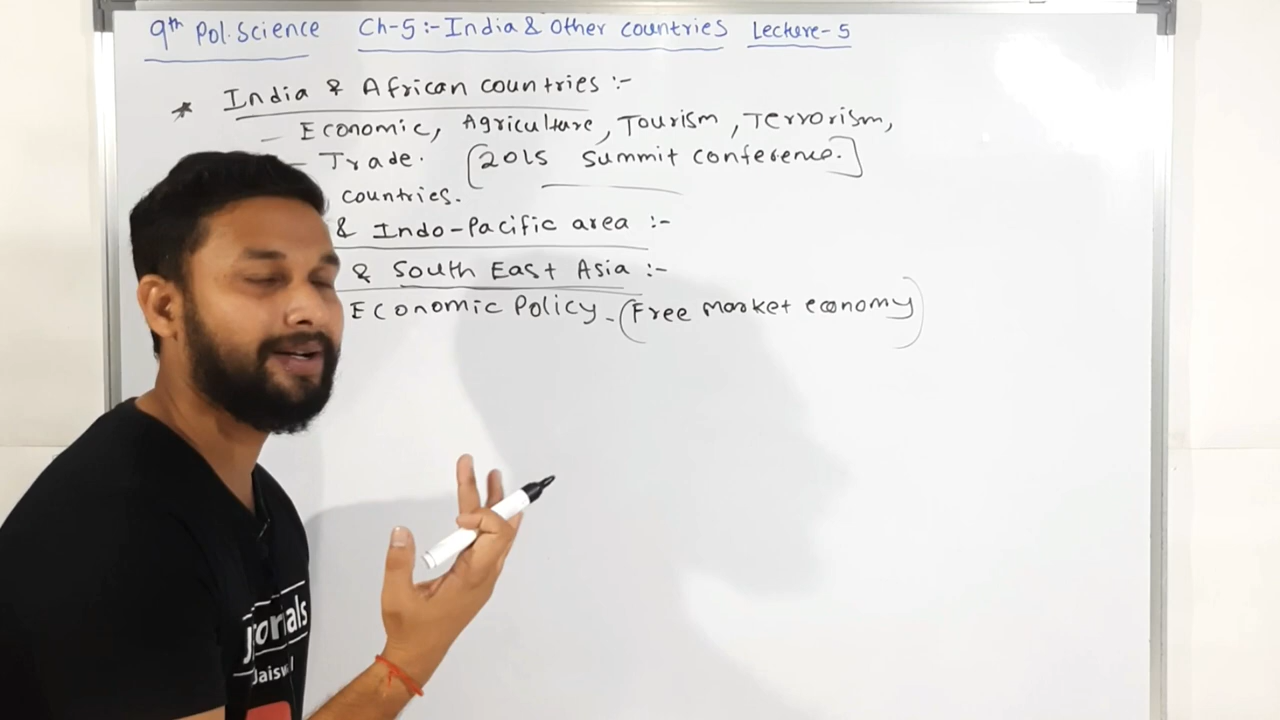 9th Pol. Science Ch-5:- India & Other countries Lecture-5
* India & African countries :-
- Economic, Agriculture, Tourism, Terrorism,
- Trade. [2015 Summit conference.]
countries.
& Indo-Pacific area :-
& South East Asia :-
Economic Policy - (Free market economy)
Jaiswal